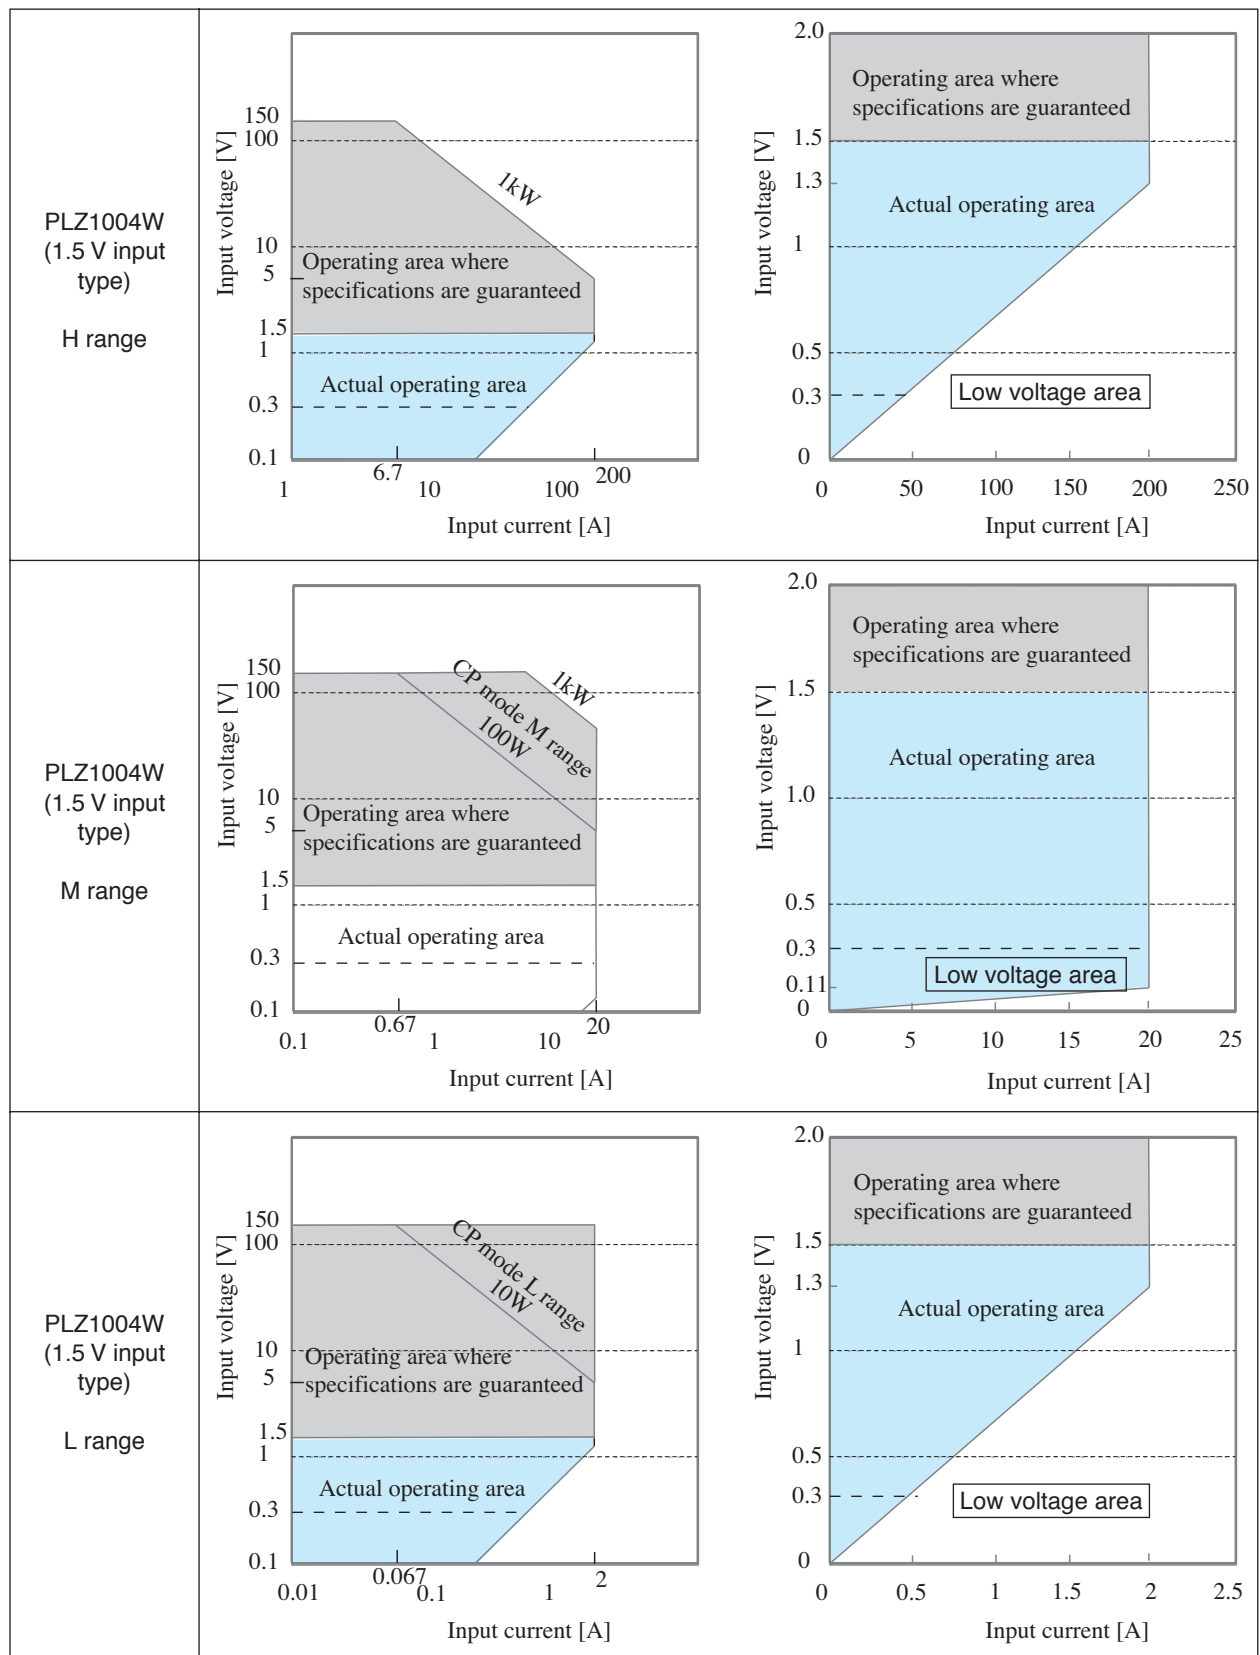 PLZ1004W
(1.5 V input
type)
H range
Input voltage [V]
150
100
10
5
1.5
1
0.3
0.1
1kW
Operating area where
specifications are guaranteed
Actual operating area
6.7
200
1
10
100
Input current [A]
Input voltage [V]
2.0
1.5
1.3
1
0.5
0.3
0
Operating area where
specifications are guaranteed
Actual operating area
Low voltage area
0
50
100
150
200
250
Input current [A]
PLZ1004W
(1.5 V input
type)
M range
Input voltage [V]
150
100
10
5
1.5
1
0.3
0.1
CP mode M range
100W
1kW
Operating area where
specifications are guaranteed
Actual operating area
0.67
20
0.1
1
10
Input current [A]
Input voltage [V]
2.0
1.5
1.0
0.5
0.3
0.11
0
Operating area where
specifications are guaranteed
Actual operating area
Low voltage area
0
5
10
15
20
25
Input current [A]
PLZ1004W
(1.5 V input
type)
L range
Input voltage [V]
150
100
10
5
1.5
1
0.3
0.1
CP mode L range
10W
Operating area where
specifications are guaranteed
Actual operating area
0.067
2
0.01
0.1
1
Input current [A]
Input voltage [V]
2.0
1.5
1.3
1
0.5
0.3
0
Operating area where
specifications are guaranteed
Actual operating area
Low voltage area
0
0.5
1
1.5
2
2.5
Input current [A]